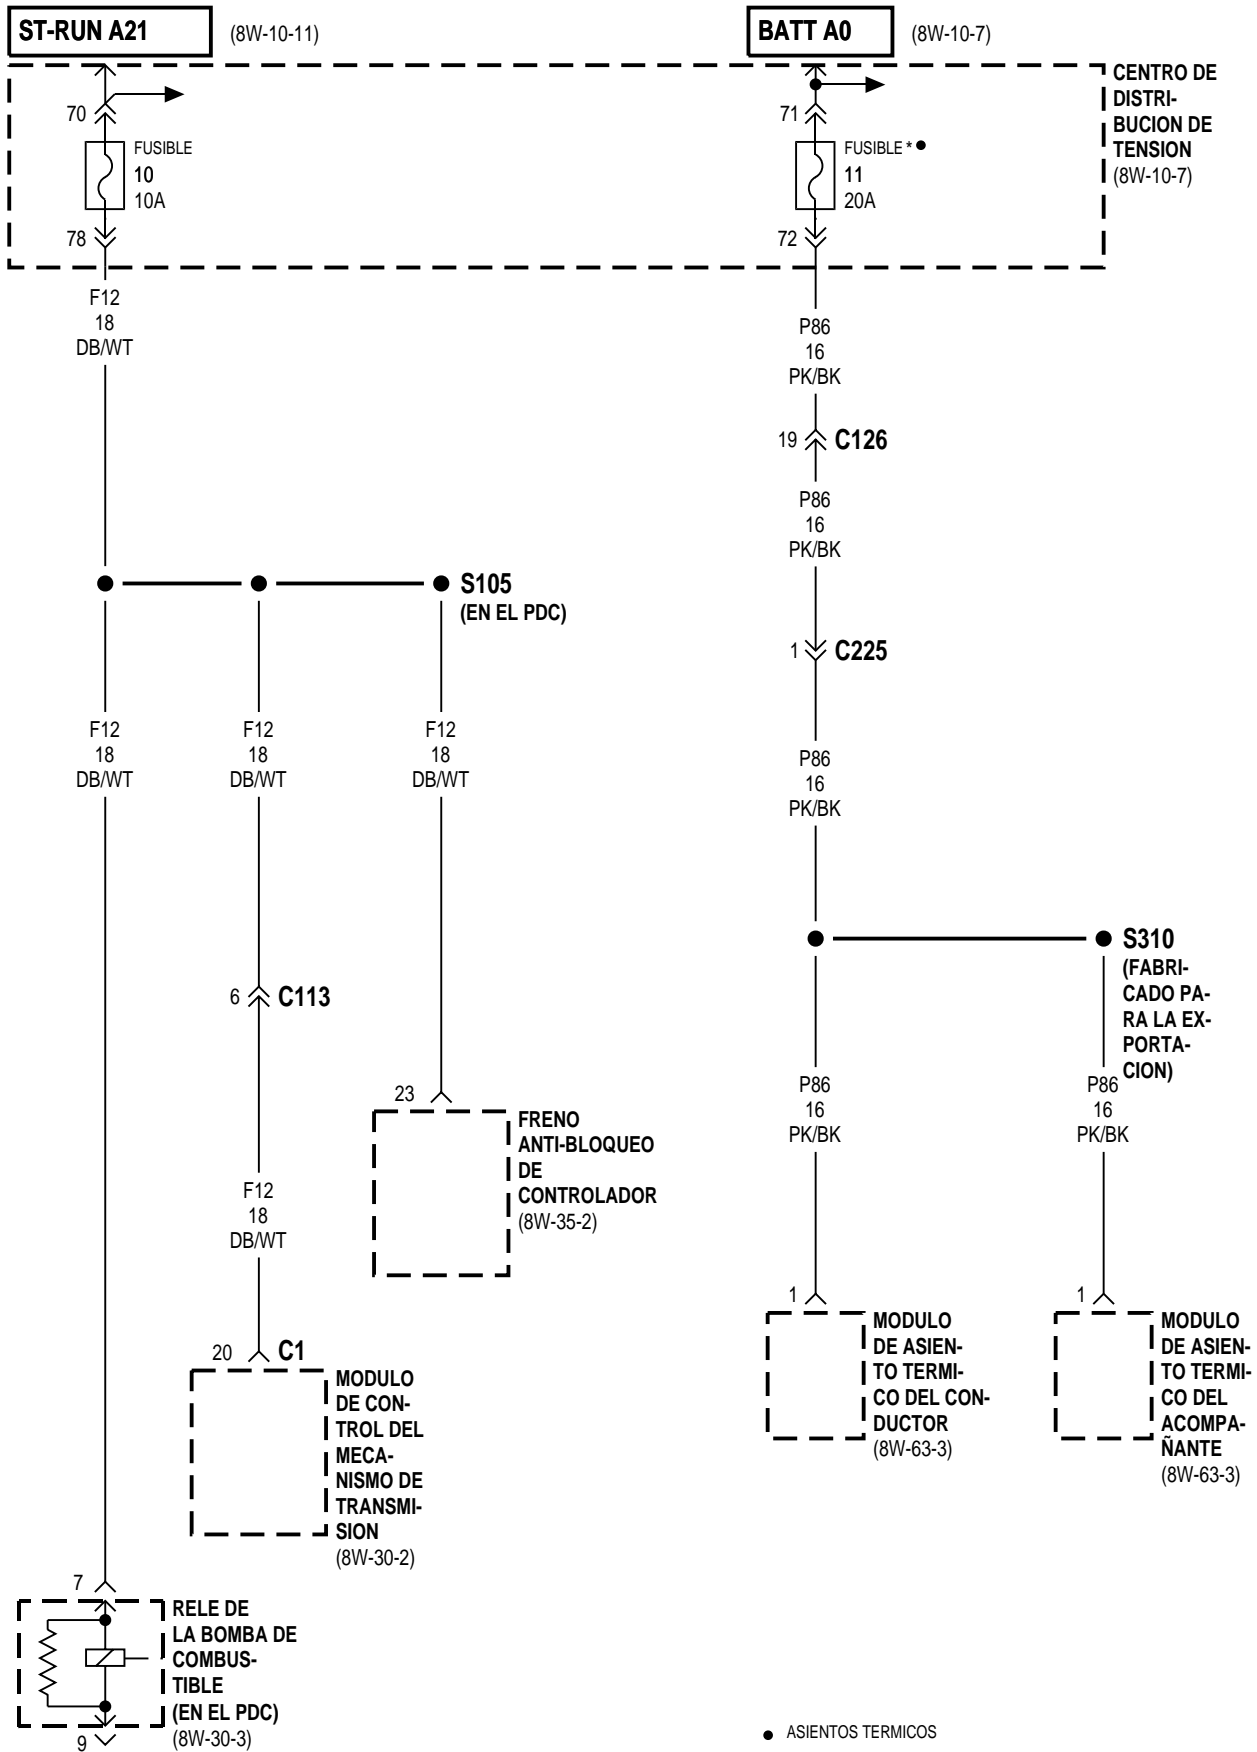 ST-RUN A21
(8W-10-11)
BATT A0
(8W-10-7)
CENTRO DE
DISTRI-
BUCION DE
TENSION
(8W-10-7)
70
FUSIBLE
10
10A
78
71
FUSIBLE * ●
11
20A
72
F12
18
DB/WT
P86
16
PK/BK
19
C126
P86
16
PK/BK
S105
(EN EL PDC)
1
C225
F12
18
DB/WT
F12
18
DB/WT
F12
18
DB/WT
P86
16
PK/BK
S310
(FABRI-
CADO PA-
RA LA EX-
PORTA-
CION)
6
C113
P86
16
PK/BK
P86
16
PK/BK
23
FRENO
ANTI-BLOQUEO
DE
CONTROLADOR
(8W-35-2)
F12
18
DB/WT
1
MODULO
DE ASIEN-
TO TERMI-
CO DEL CON-
DUCTOR
(8W-63-3)
1
MODULO
DE ASIEN-
TO TERMI-
CO DEL
ACOMPA-
ÑANTE
(8W-63-3)
20
C1
MODULO
DE CON-
TROL DEL
MECA-
NISMO DE
TRANSMI-
SION
(8W-30-2)
7
RELE DE
LA BOMBA DE
COMBUS-
TIBLE
(EN EL PDC)
(8W-30-3)
9
● ASIENTOS TERMICOS